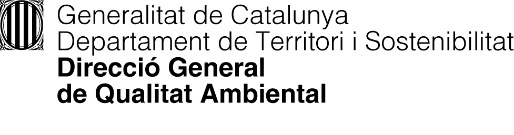 Generalitat de Catalunya
Departament de Territori i Sostenibilitat
Direcció General
de Qualitat Ambiental